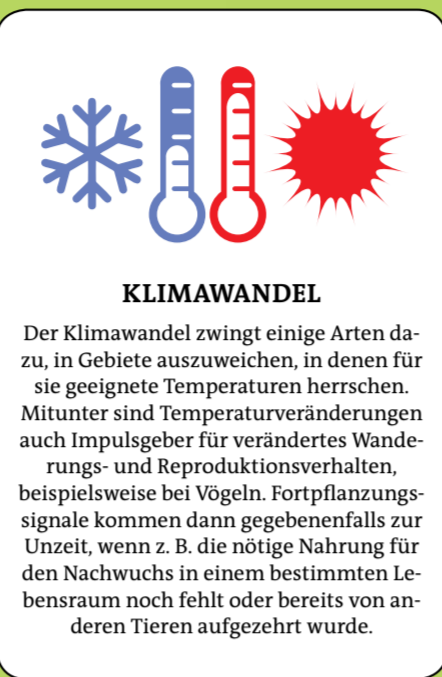 KLIMAWANDEL
Der Klimawandel zwingt einige Arten da-
zu, in Gebiete auszuweichen, in denen für
sie geeignete Temperaturen herrschen.
Mitunter sind Temperaturveränderungen
auch Impulsgeber für verändertes Wande-
rungs- und Reproduktionsverhalten,
beispielsweise bei Vögeln. Fortpflanzungs-
signale kommen dann gegebenenfalls zur
Unzeit, wenn z. B. die nötige Nahrung für
den Nachwuchs in einem bestimmten Le-
bensraum noch fehlt oder bereits von an-
deren Tieren aufgezehrt wurde.